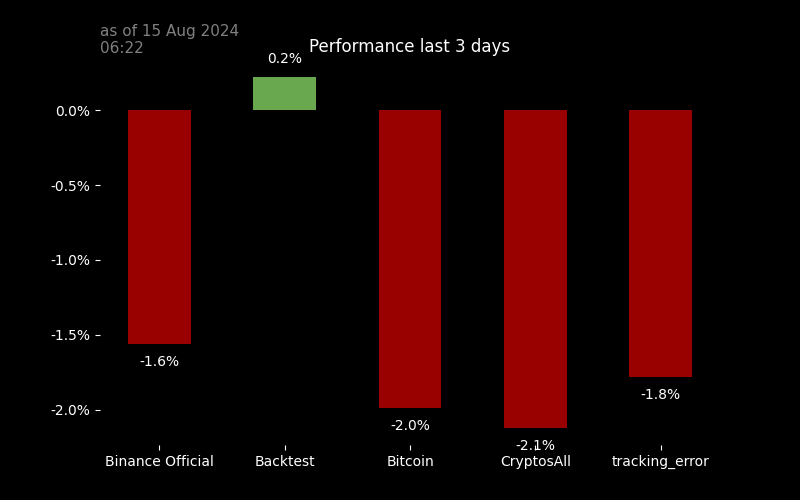 as of 15 Aug 2024
06:22
Performance last 3 days
0.2%
0.0%
-0.5%
-1.0%
-1.5%
-2.0%
-1.6%
-2.0%
-2.1%
-1.8%
Binance Official
Backtest
Bitcoin
CryptosAll
tracking_error